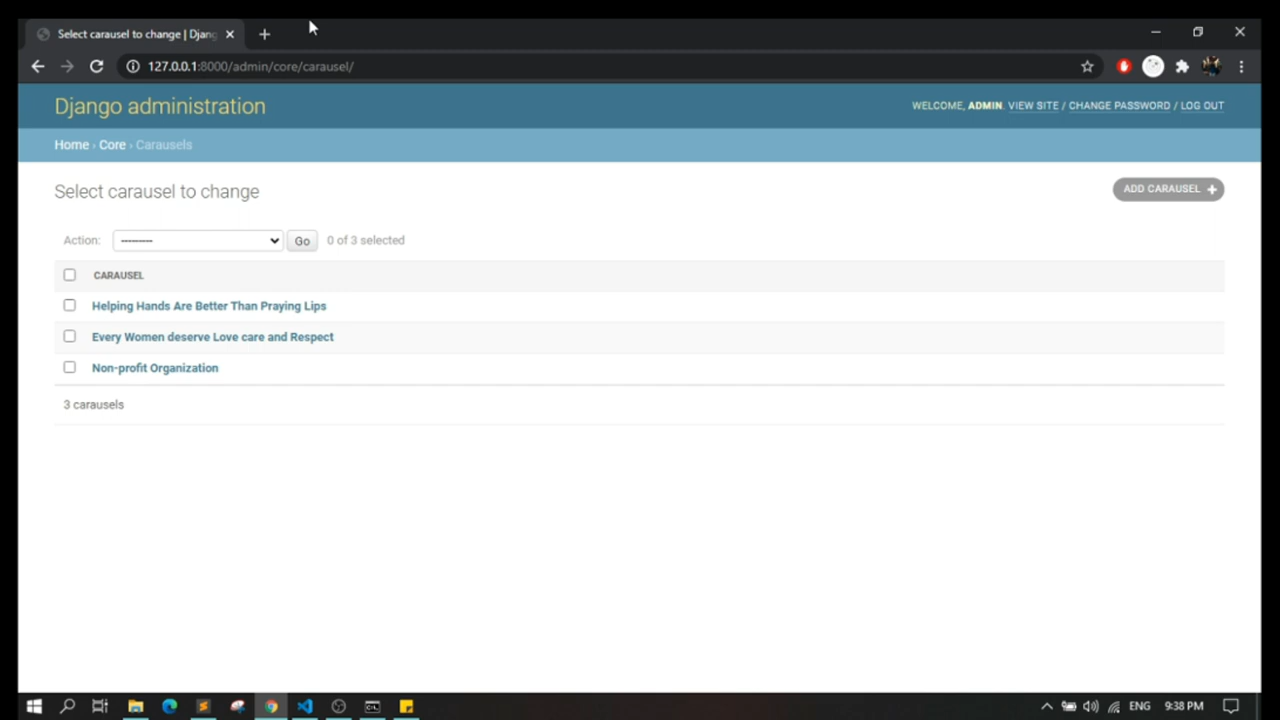 Select carausel to change | Djang
127.0.0.1:8000/admin/core/carausel/
Django administration
WELCOME, ADMIN. VIEW SITE / CHANGE PASSWORD / LOG OUT
Home › Core › Carausels
Select carausel to change
ADD CARAUSEL +
Action: --------- Go 0 of 3 selected
CARAUSEL
Helping Hands Are Better Than Praying Lips
Every Women deserve Love care and Respect
Non-profit Organization
3 carausels
ENG 9:38 PM